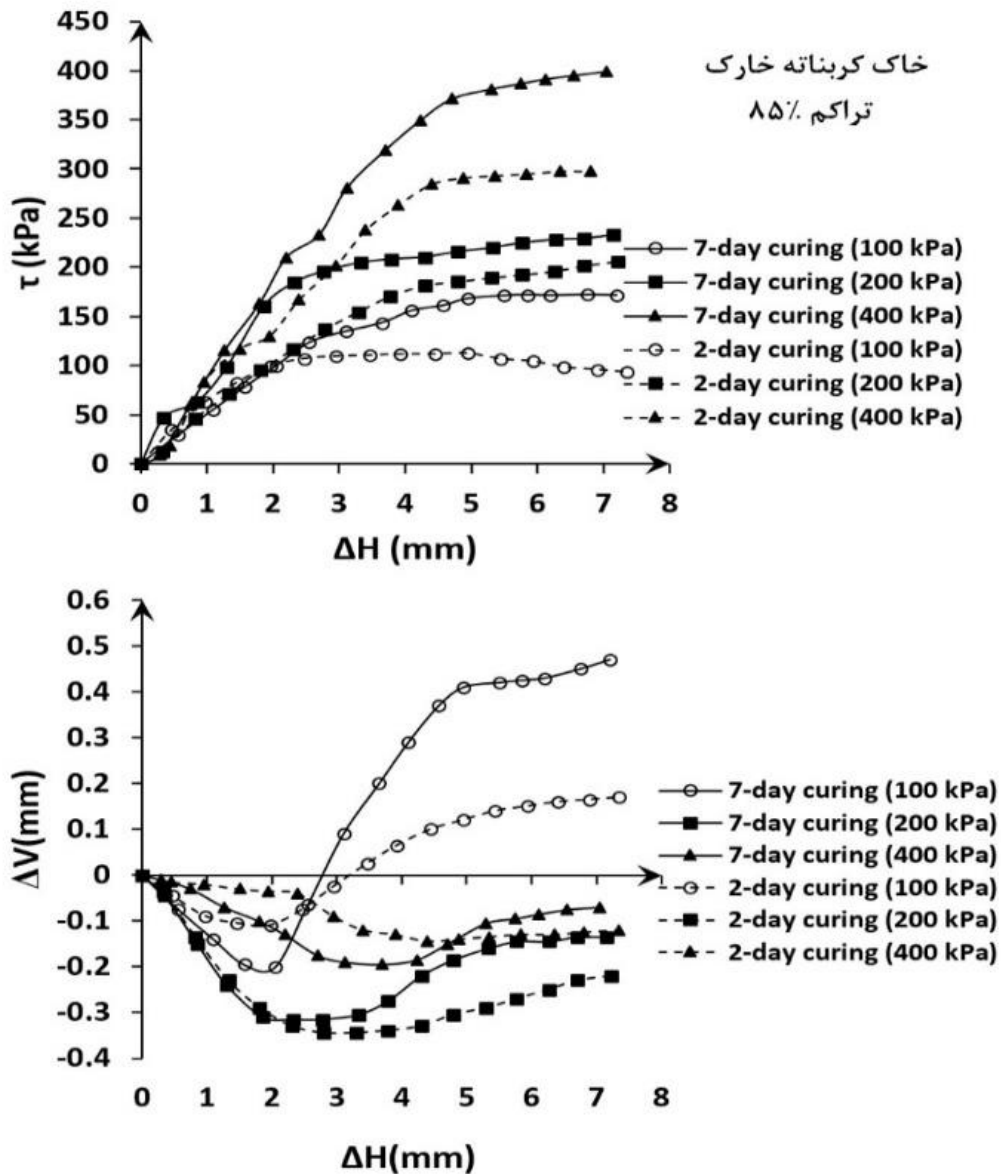 450
400
350
300
250
200
150
100
50
0
τ (kPa)
0 1 2 3 4 5 6 7 8
ΔH (mm)
خاک کربناته خارک
تراکم ۸۵٪
7-day curing (100 kPa)
7-day curing (200 kPa)
7-day curing (400 kPa)
2-day curing (100 kPa)
2-day curing (200 kPa)
2-day curing (400 kPa)
0.6
0.5
0.4
0.3
0.2
0.1
0
-0.1
-0.2
-0.3
-0.4
ΔV(mm)
0 1 2 3 4 5 6 7 8
ΔH(mm)
7-day curing (100 kPa)
7-day curing (200 kPa)
7-day curing (400 kPa)
2-day curing (100 kPa)
2-day curing (200 kPa)
2-day curing (400 kPa)